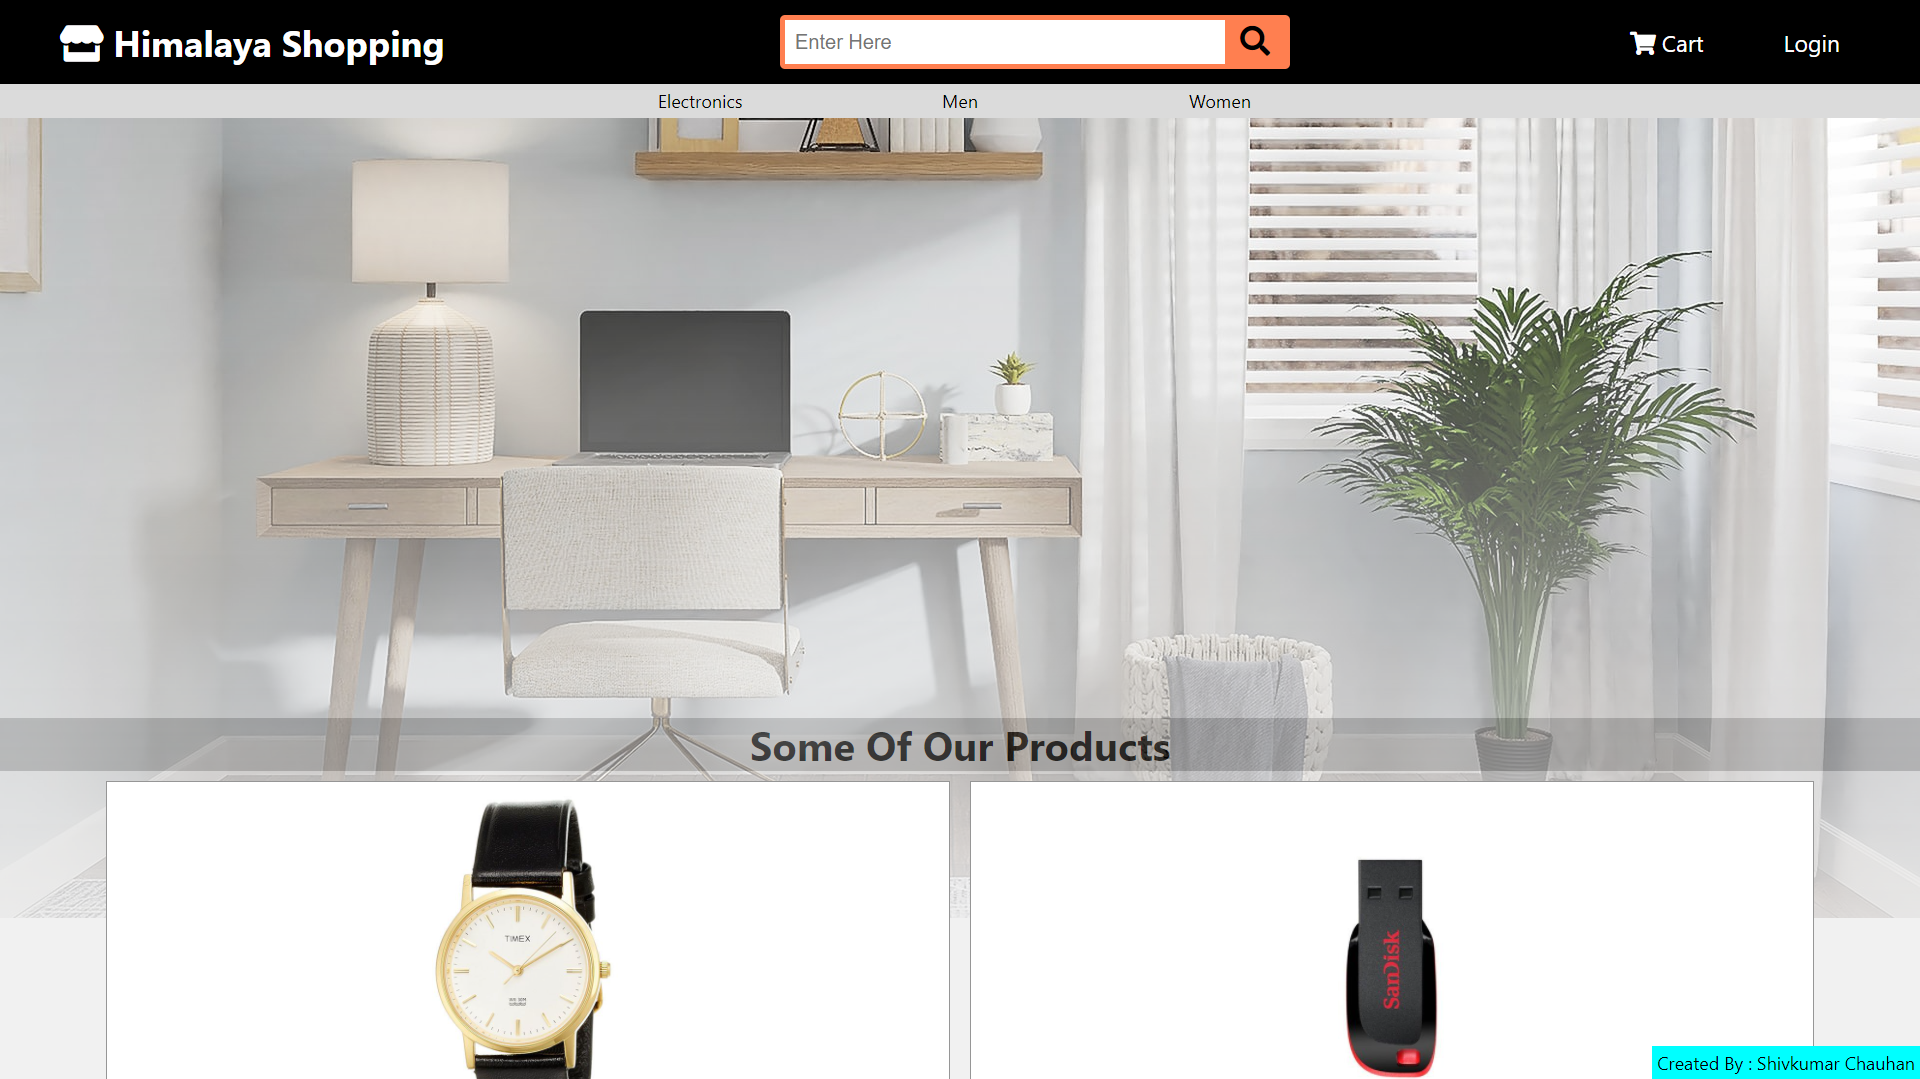 Himalaya Shopping
Enter Here
Cart
Login
Electronics
Men
Women
Some Of Our Products
TIMEX
SanDisk
Created By : Shivkumar Chauhan